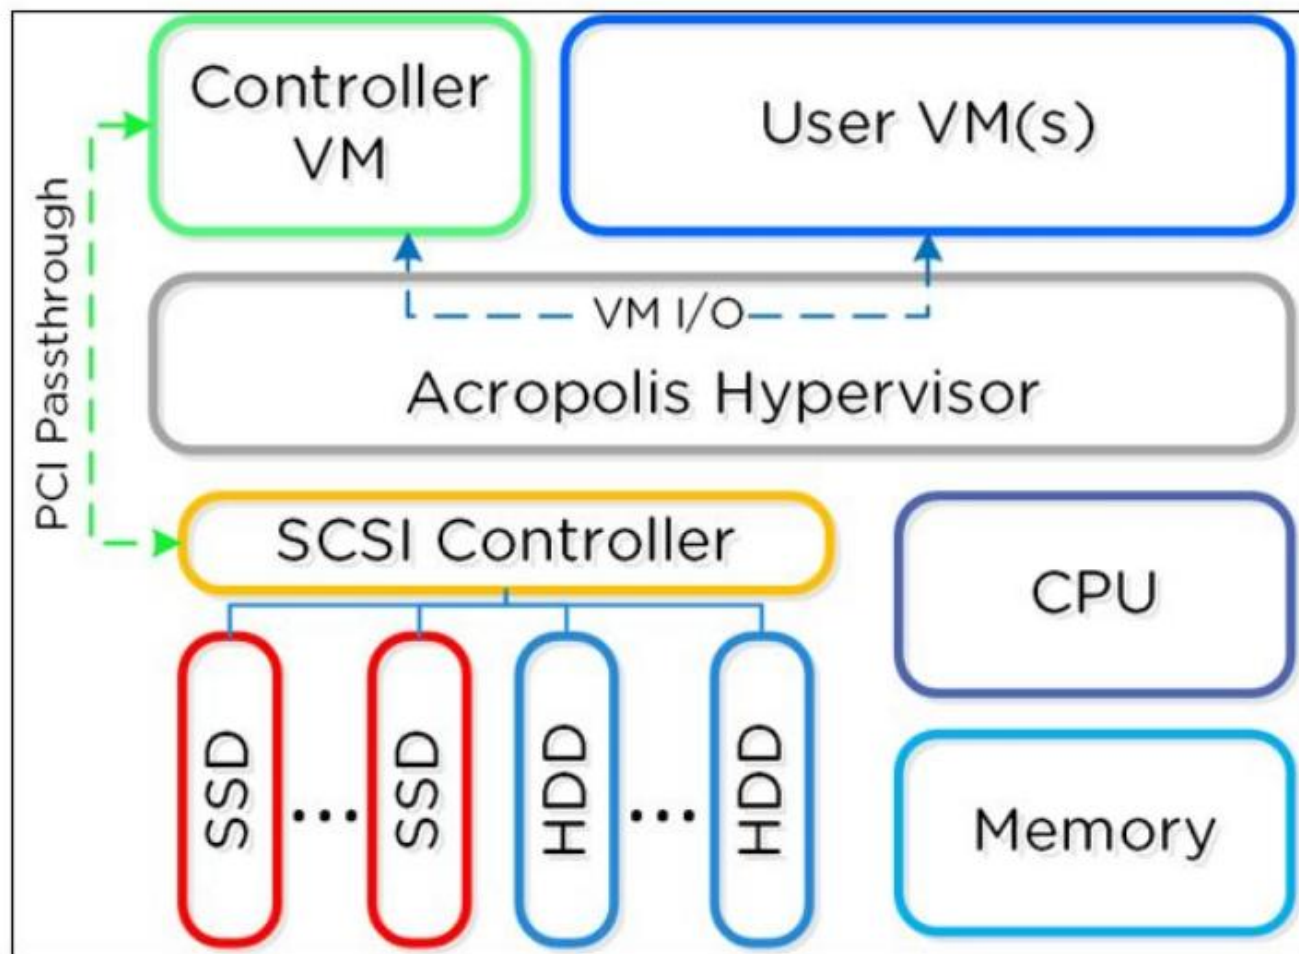 Controller
VM
User VM(s)
PCI Passthrough
VM I/O
Acropolis Hypervisor
SCSI Controller
CPU
SSD
...
SSD
HDD
...
HDD
Memory